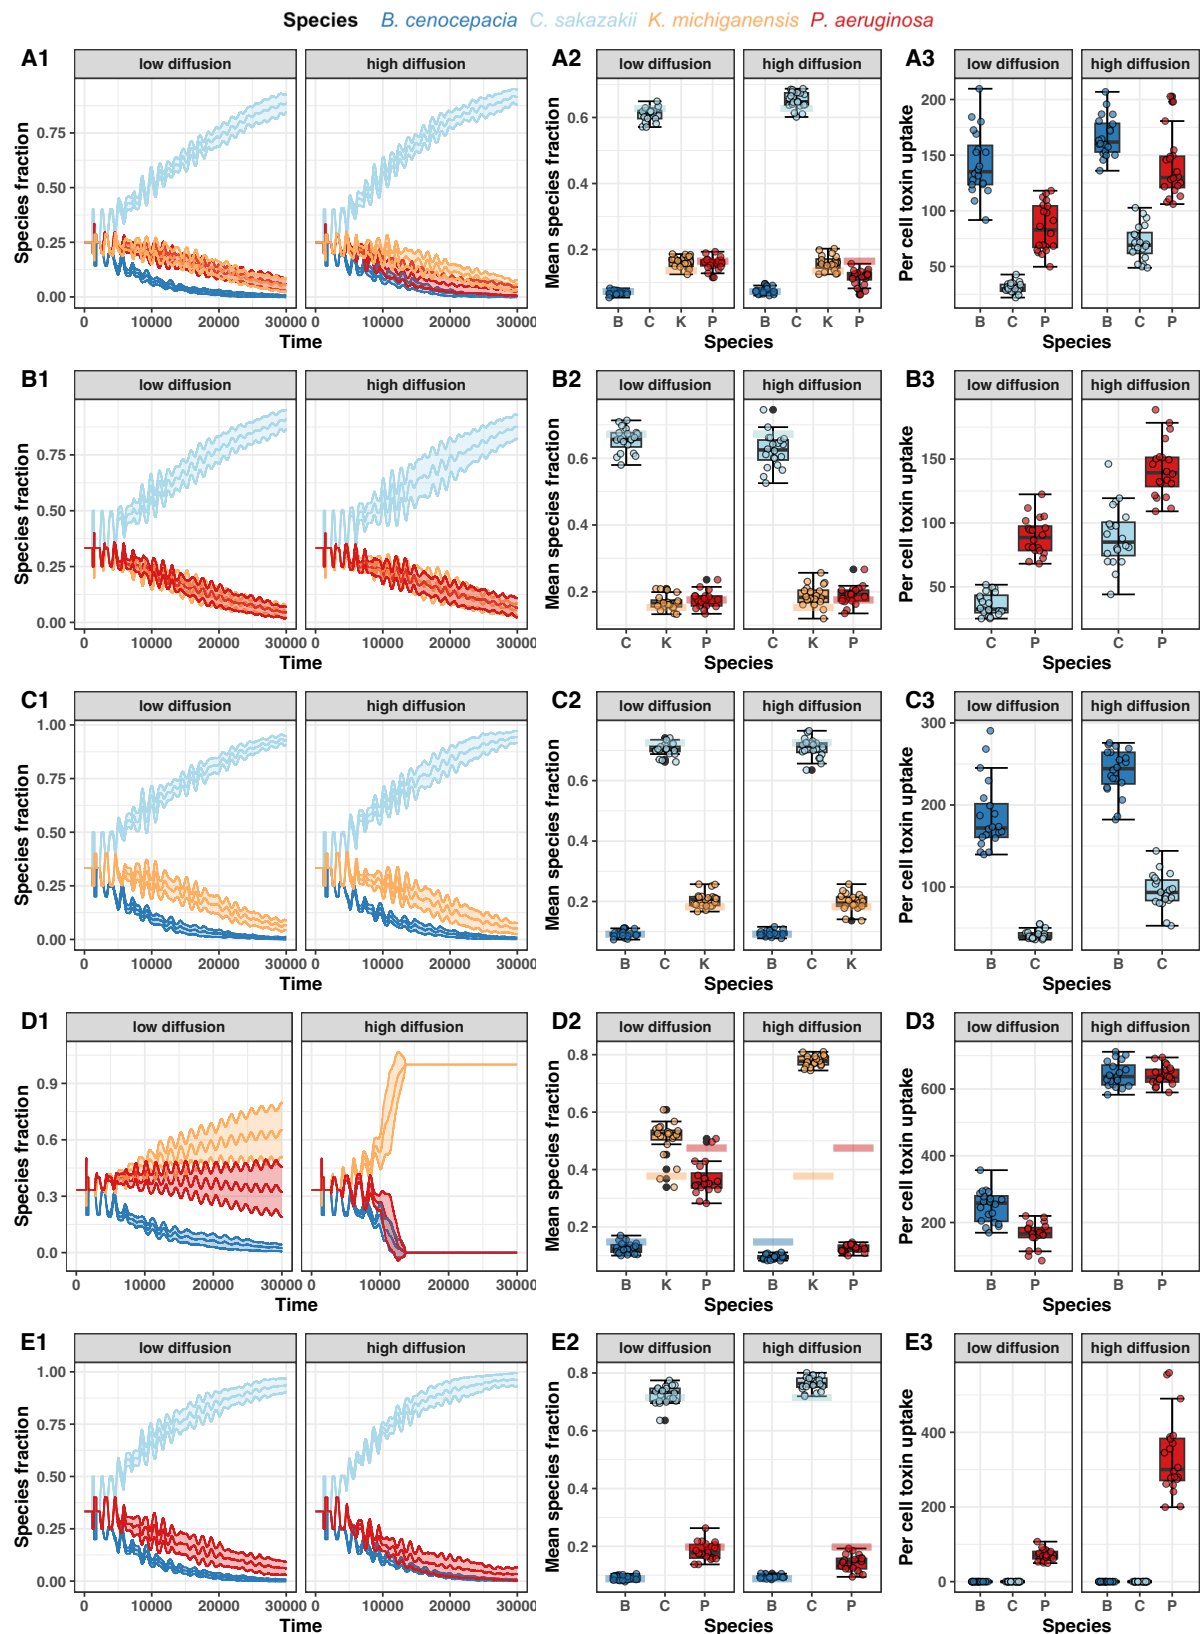 Species B. cenocepacia C. sakazakii K. michiganensis P. aeruginosa
A1 low diffusion high diffusion
Species fraction
0.75
0.50
0.25
0.00
0 10000 20000 30000 0 10000 20000 30000
Time
A2 low diffusion high diffusion
Mean species fraction
0.6
0.4
0.2
B C K P B C K P
Species
A3 low diffusion high diffusion
Per cell toxin uptake
200
150
100
50
B C P B C P
Species
B1 low diffusion high diffusion
Species fraction
0.75
0.50
0.25
0.00
0 10000 20000 30000 0 10000 20000 30000
Time
B2 low diffusion high diffusion
Mean species fraction
0.6
0.4
0.2
C K P C K P
Species
B3 low diffusion high diffusion
Per cell toxin uptake
150
100
50
C P C P
Species
C1 low diffusion high diffusion
Species fraction
1.00
0.75
0.50
0.25
0.00
0 10000 20000 30000 0 10000 20000 30000
Time
C2 low diffusion high diffusion
Mean species fraction
0.6
0.4
0.2
B C K B C K
Species
C3 low diffusion high diffusion
Per cell toxin uptake
300
200
100
B C B C
Species
D1 low diffusion high diffusion
Species fraction
0.9
0.6
0.3
0.0
0 10000 20000 30000 0 10000 20000 30000
Time
D2 low diffusion high diffusion
Mean species fraction
0.8
0.6
0.4
0.2
B K P B K P
Species
D3 low diffusion high diffusion
Per cell toxin uptake
600
400
200
B P B P
Species
E1 low diffusion high diffusion
Species fraction
1.00
0.75
0.50
0.25
0.00
0 10000 20000 30000 0 10000 20000 30000
Time
E2 low diffusion high diffusion
Mean species fraction
0.8
0.6
0.4
0.2
B C P B C P
Species
E3 low diffusion high diffusion
Per cell toxin uptake
400
200
0
B C P B C P
Species